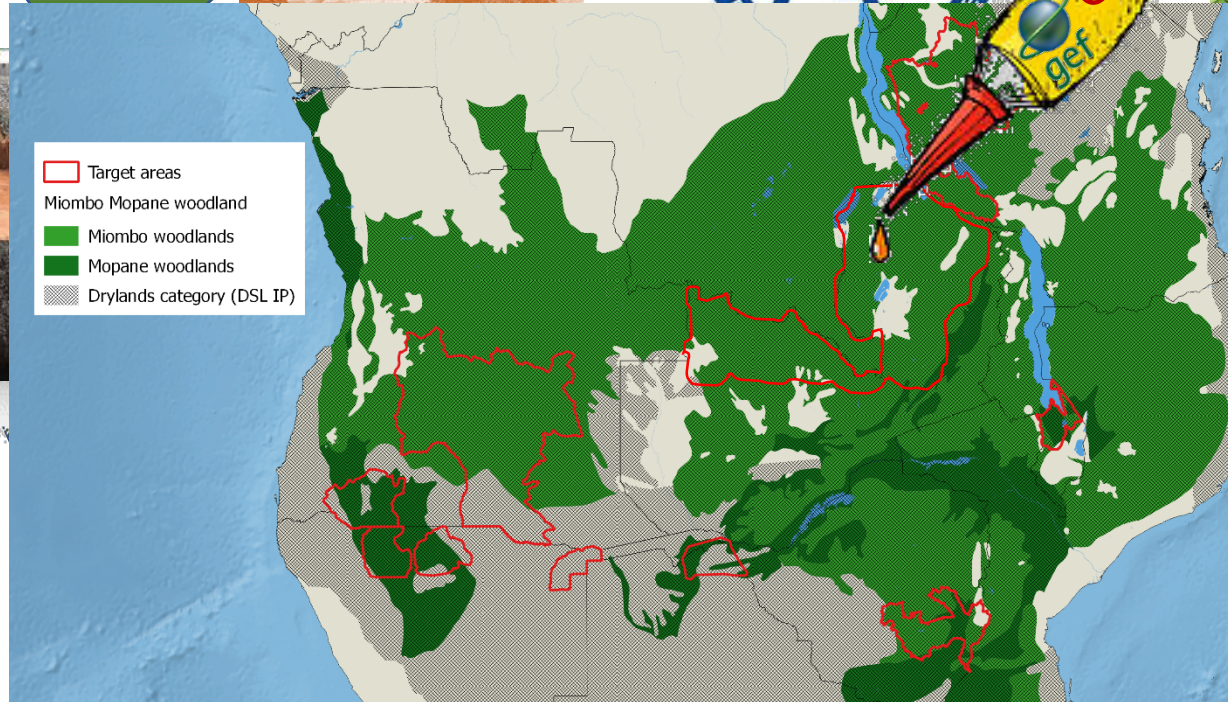 gef
Target areas
Miombo Mopane woodland
Miombo woodlands
Mopane woodlands
Drylands category (DSL IP)